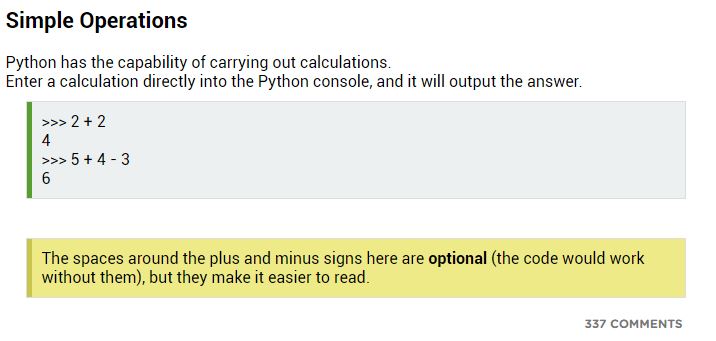 Simple Operations
Python has the capability of carrying out calculations.
Enter a calculation directly into the Python console, and it will output the answer.
>>> 2 + 2
4
>>> 5 + 4 - 3
6
The spaces around the plus and minus signs here are optional (the code would work
without them), but they make it easier to read.
337 COMMENTS